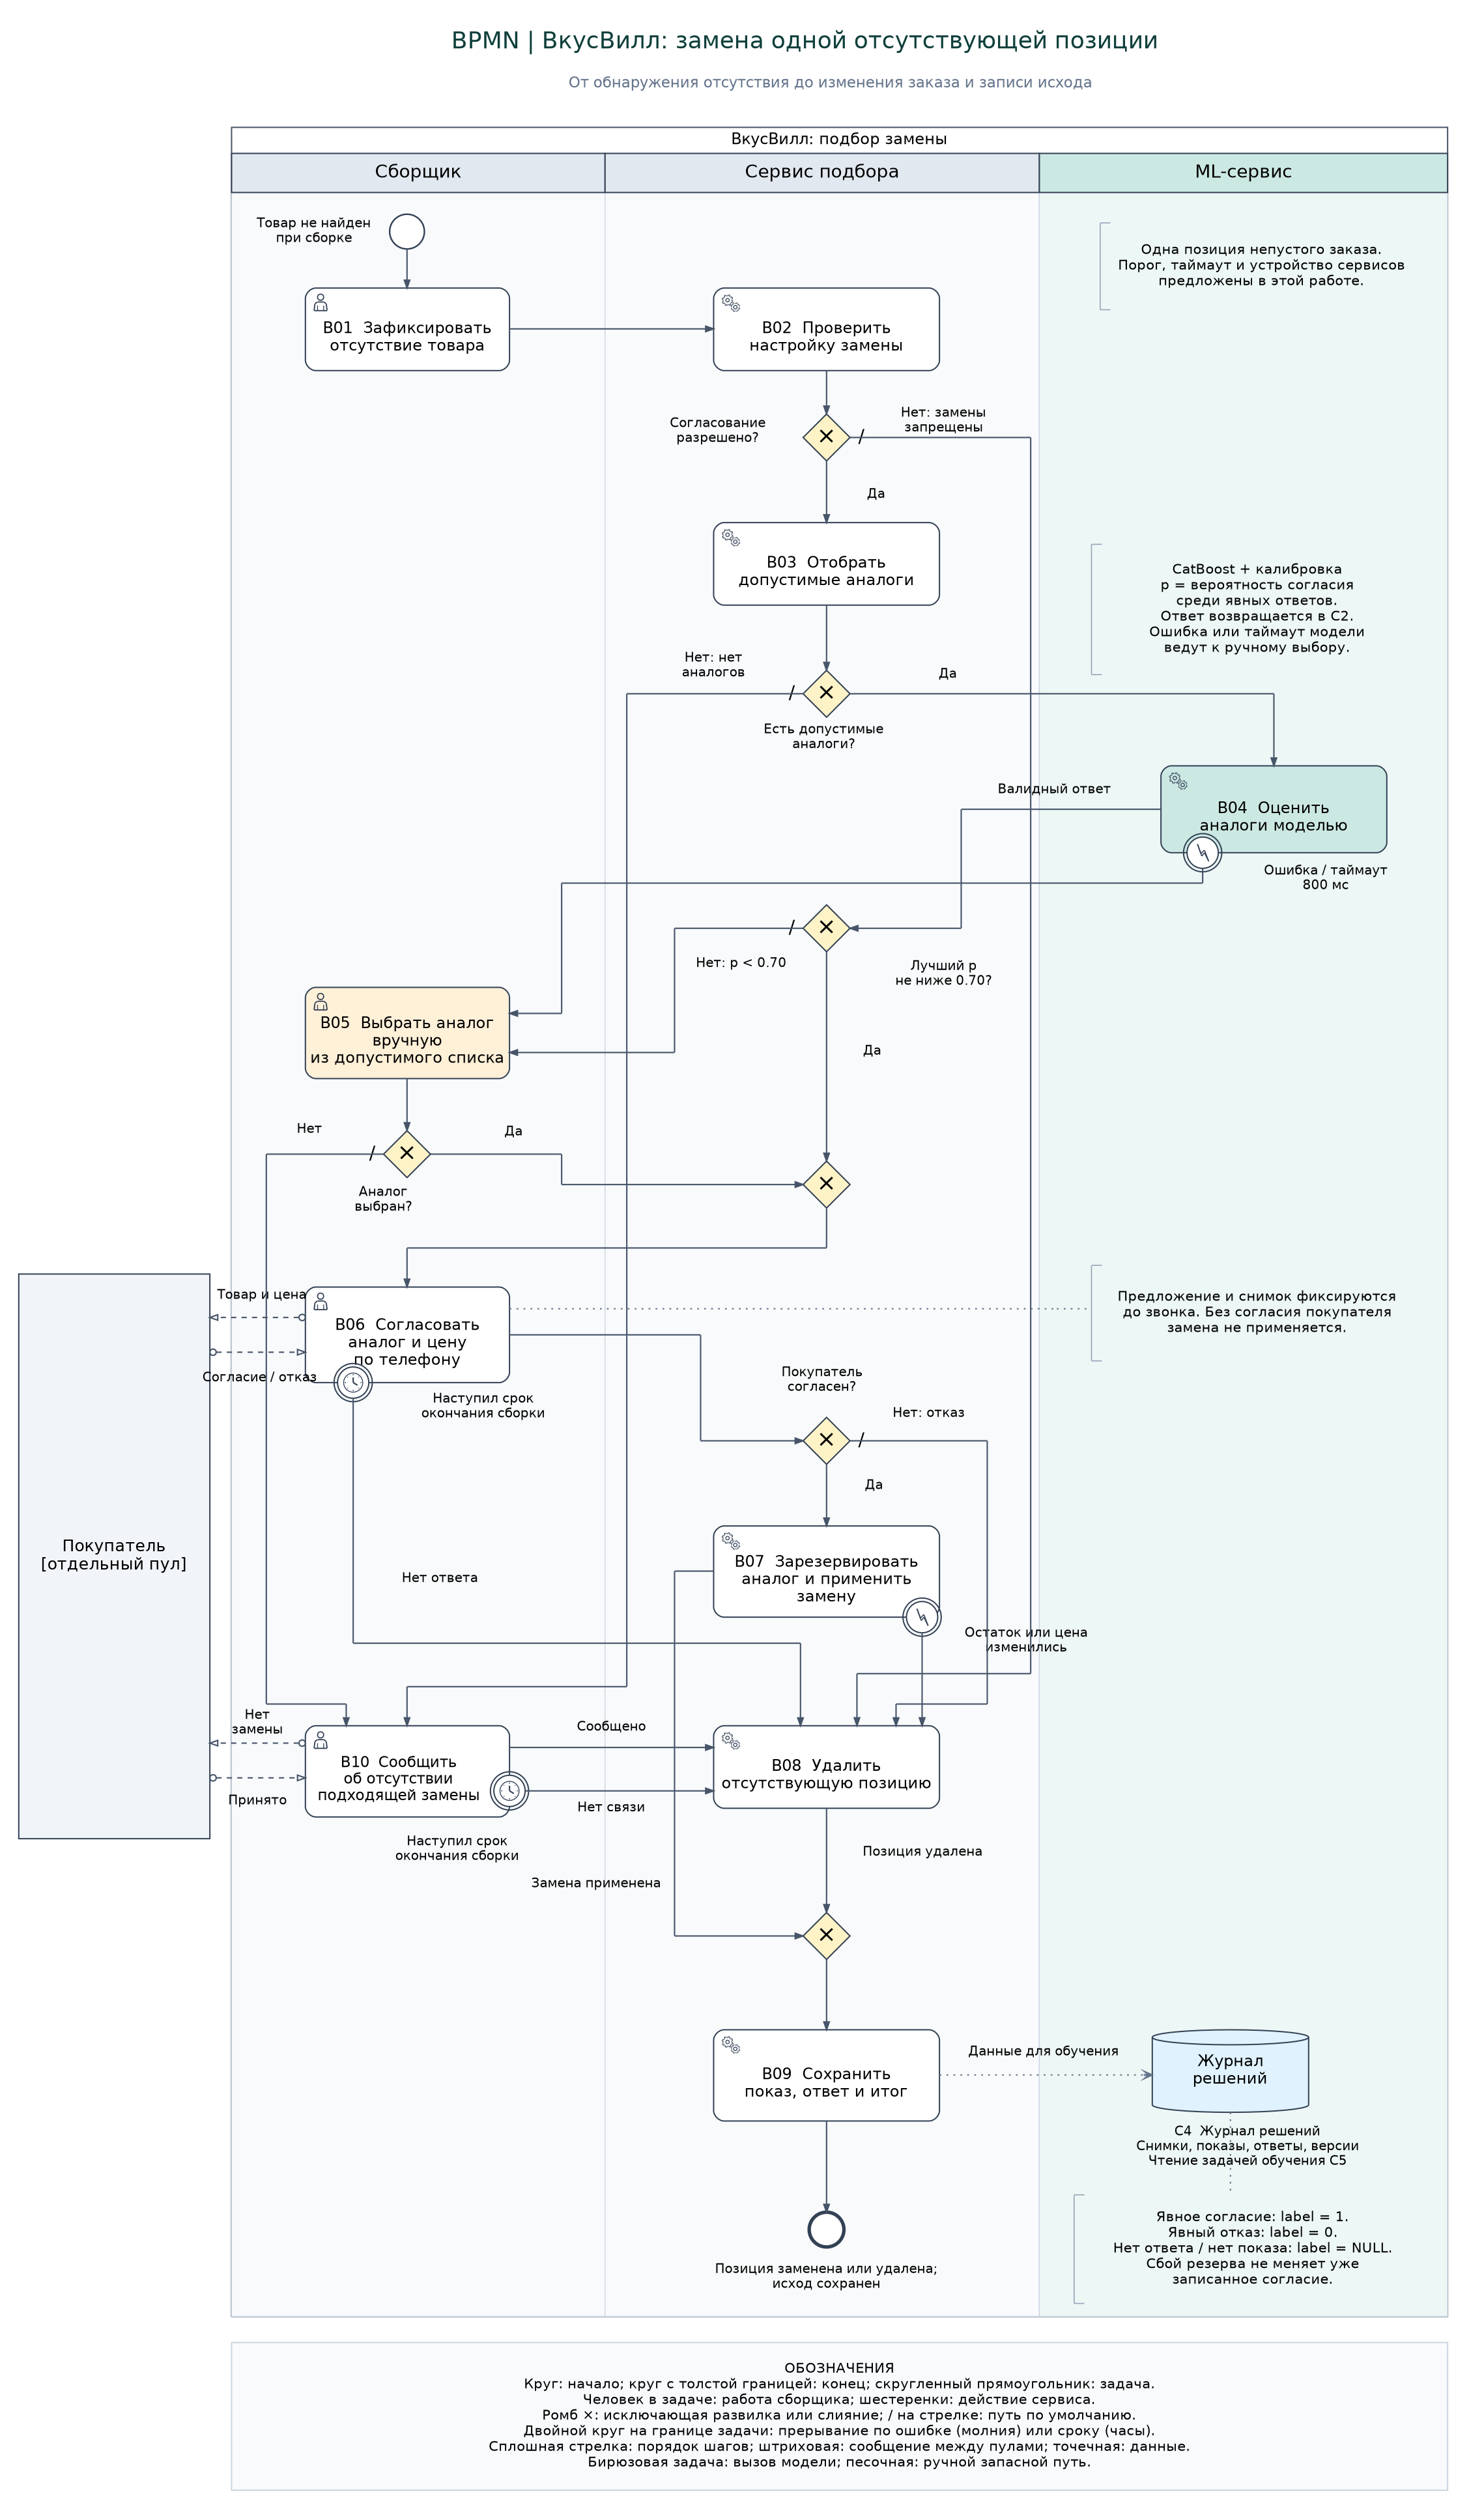 BPMN | ВкусВилл: замена одной отсутствующей позиции
От обнаружения отсутствия до изменения заказа и записи исхода
ВкусВилл: подбор замены
Сборщик
Сервис подбора
ML-сервис
Товар не найден
при сборке
Одна позиция непустого заказа.
Порог, таймаут и устройство сервисов
предложены в этой работе.
B01 Зафиксировать
отсутствие товара
B02 Проверить
настройку замены
Согласование
разрешено?
Нет: замены
запрещены
Да
B03 Отобрать
допустимые аналоги
CatBoost + калибровка
p = вероятность согласия
среди явных ответов.
Ответ возвращается в C2.
Ошибка или таймаут модели
ведут к ручному выбору.
Нет: нет
аналогов
Да
Есть допустимые
аналоги?
Валидный ответ
B04 Оценить
аналоги моделью
Ошибка / таймаут
800 мс
Нет: p < 0.70
Лучший p
не ниже 0.70?
B05 Выбрать аналог
вручную
из допустимого списка
Да
Нет
Да
Аналог
выбран?
Товар и цена
B06 Согласовать
аналог и цену
по телефону
Предложение и снимок фиксируются
до звонка. Без согласия покупателя
замена не применяется.
Согласие / отказ
Наступил срок
окончания сборки
Покупатель
согласен?
Нет: отказ
Да
Покупатель
[отдельный пул]
Нет ответа
B07 Зарезервировать
аналог и применить
замену
Остаток или цена
изменились
Нет
замены
Сообщено
B10 Сообщить
об отсутствии
подходящей замены
B08 Удалить
отсутствующую позицию
Принято
Нет связи
Наступил срок
окончания сборки
Позиция удалена
Замена применена
B09 Сохранить
показ, ответ и итог
Данные для обучения
Журнал
решений
C4 Журнал решений
Снимки, показы, ответы, версии
Чтение задачей обучения C5
Явное согласие: label = 1.
Явный отказ: label = 0.
Нет ответа / нет показа: label = NULL.
Сбой резерва не меняет уже
записанное согласие.
Позиция заменена или удалена;
исход сохранен
ОБОЗНАЧЕНИЯ
Круг: начало; круг с толстой границей: конец; скругленный прямоугольник: задача.
Человек в задаче: работа сборщика; шестеренки: действие сервиса.
Ромб ×: исключающая развилка или слияние; / на стрелке: путь по умолчанию.
Двойной круг на границе задачи: прерывание по ошибке (молния) или сроку (часы).
Сплошная стрелка: порядок шагов; штриховая: сообщение между пулами; точечная: данные.
Бирюзовая задача: вызов модели; песочная: ручной запасной путь.